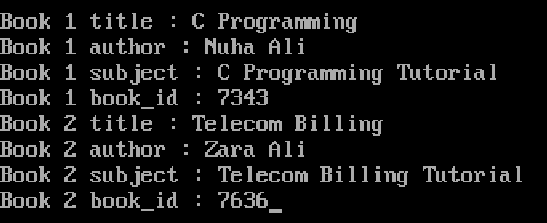 Book 1 title : C Programming
Book 1 author : Nuha Ali
Book 1 subject : C Programming Tutorial
Book 1 book_id : 7343
Book 2 title : Telecom Billing
Book 2 author : Zara Ali
Book 2 subject : Telecom Billing Tutorial
Book 2 book_id : 7636_